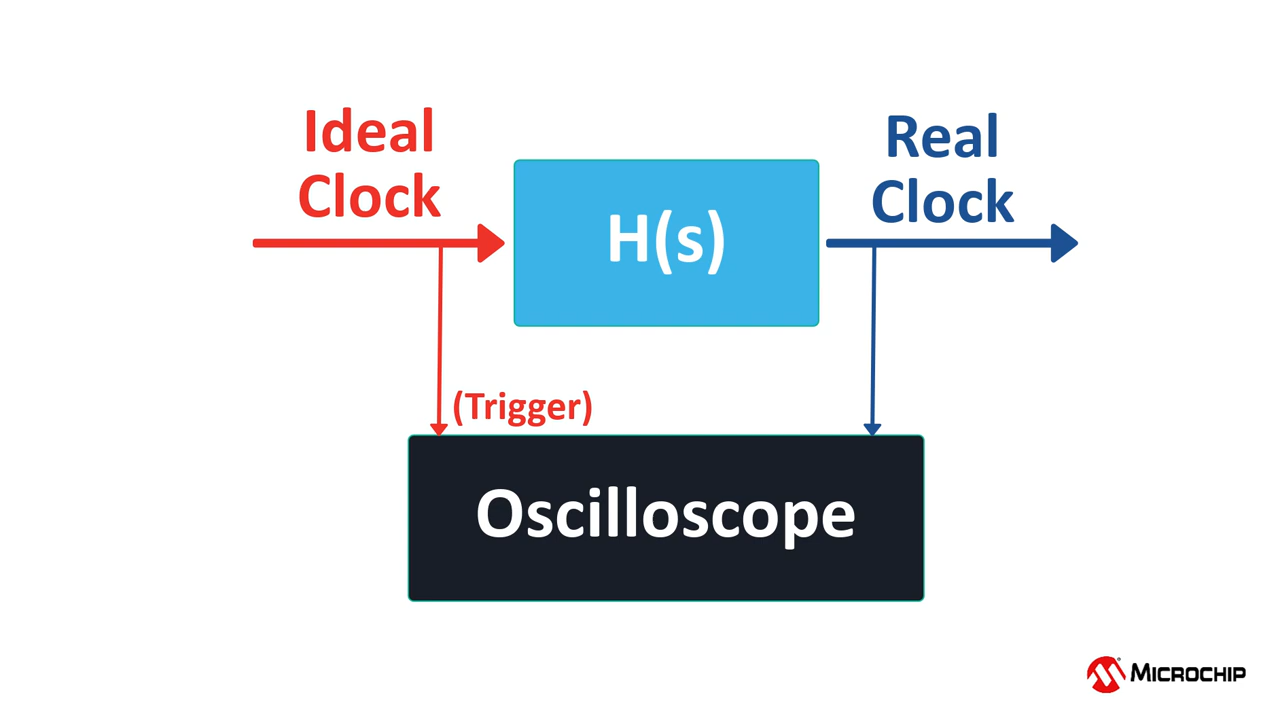 Ideal
Clock
H(s)
Real
Clock
(Trigger)
Oscilloscope
MICROCHIP